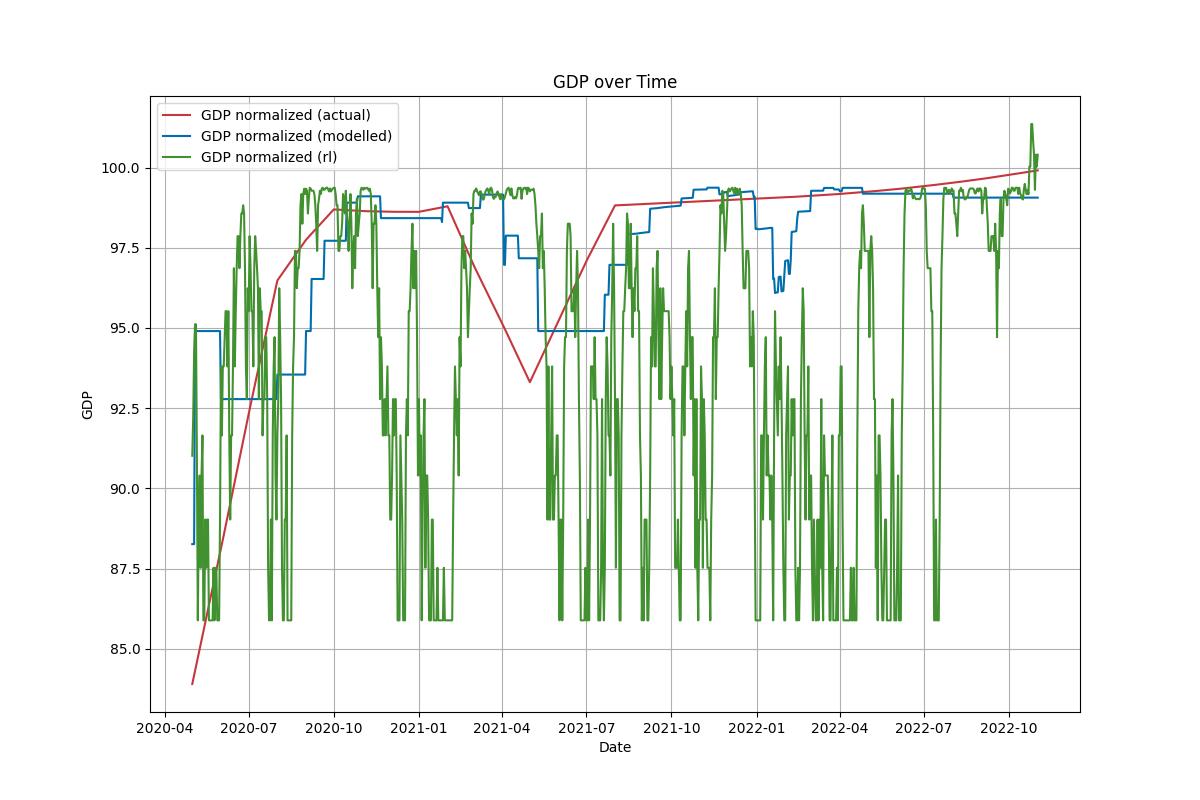 GDP over Time
GDP normalized (actual)
GDP normalized (modelled)
GDP normalized (rl)
100.0
97.5
95.0
92.5
90.0
87.5
85.0
GDP
2020-04 2020-07 2020-10 2021-01 2021-04 2021-07 2021-10 2022-01 2022-04 2022-07 2022-10
Date